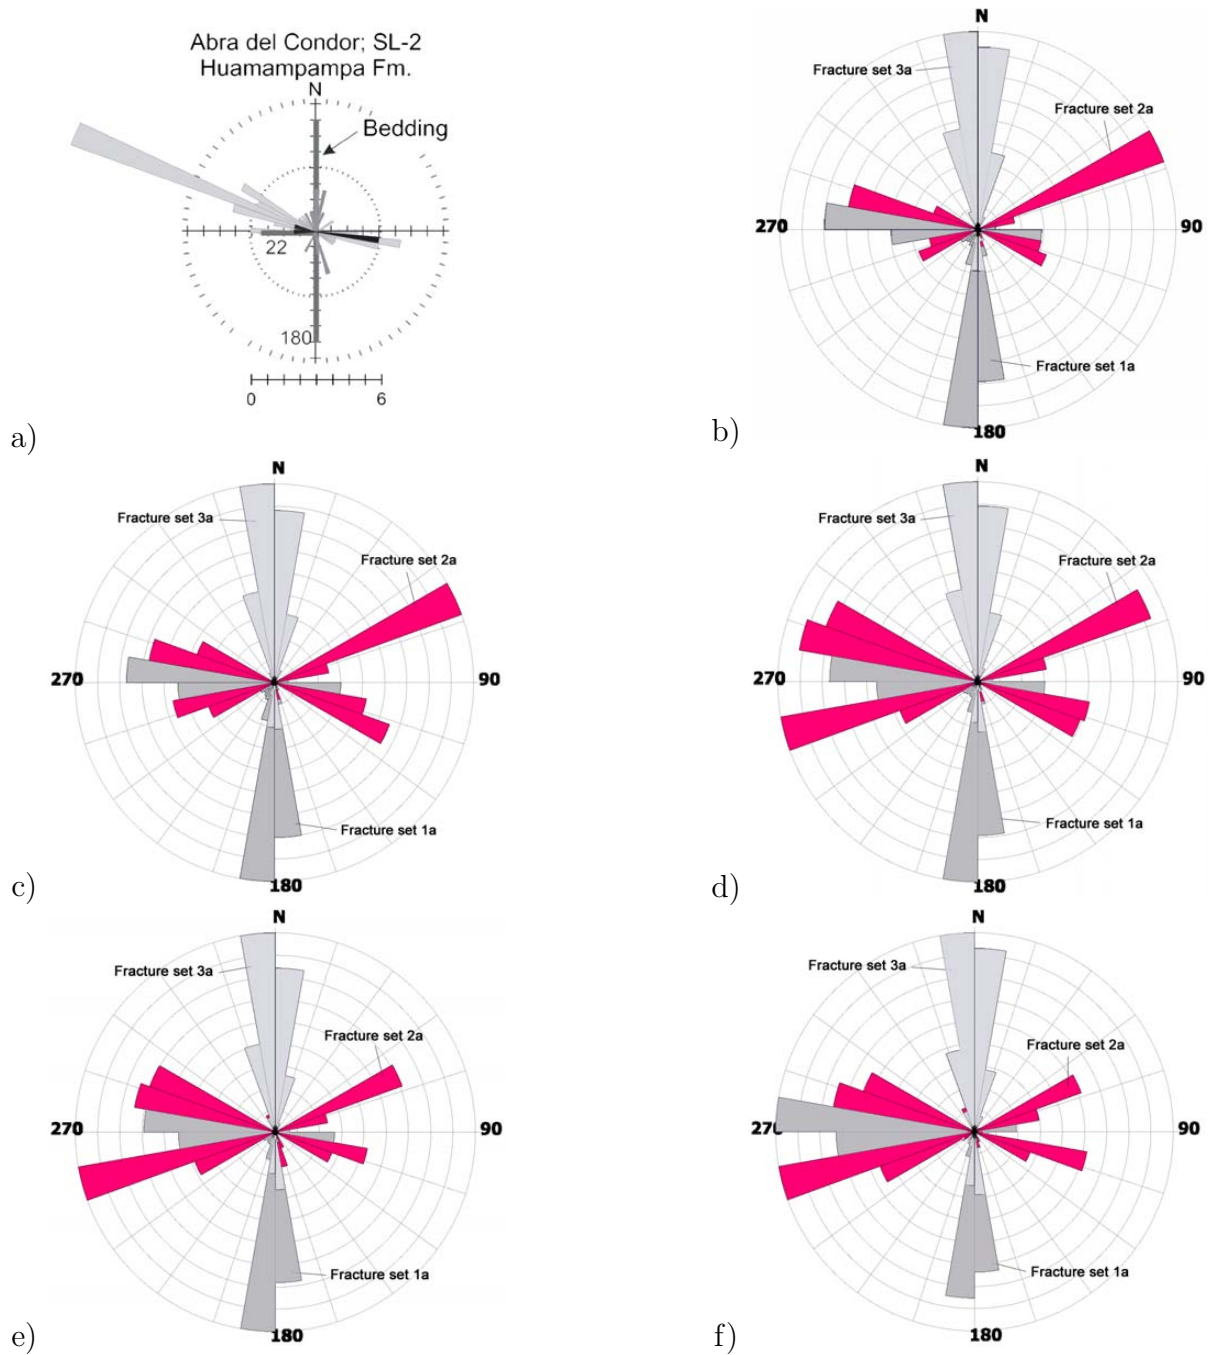 Abra del Condor; SL-2
Huamampampa Fm.
N
Bedding
22
180
0 6
a)
N
Fracture set 3a
Fracture set 2a
270 90
Fracture set 1a
180
b)
N
Fracture set 3a
Fracture set 2a
270 90
Fracture set 1a
180
c)
N
Fracture set 3a
Fracture set 2a
270 90
Fracture set 1a
180
d)
N
Fracture set 3a
Fracture set 2a
270 90
Fracture set 1a
180
e)
N
Fracture set 3a
Fracture set 2a
270 90
Fracture set 1a
180
f)